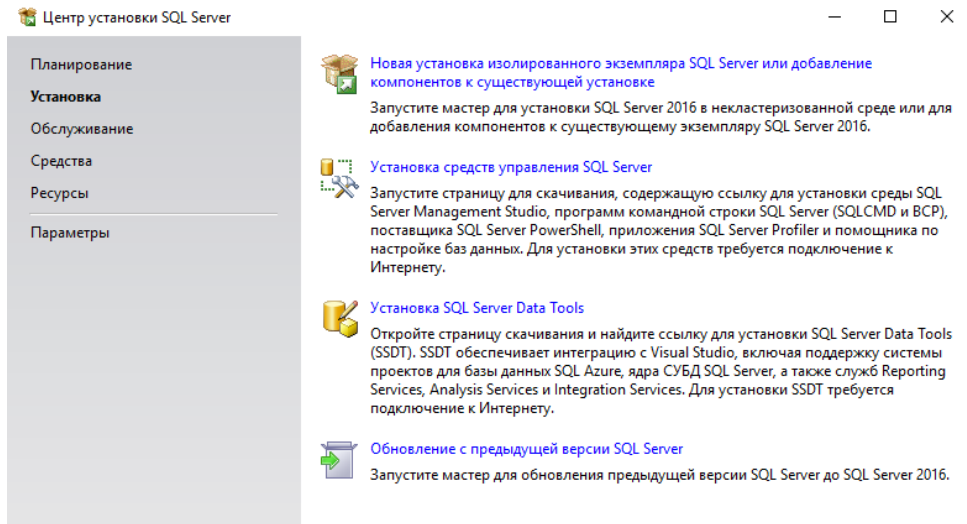 Центр установки SQL Server
Планирование
Установка
Обслуживание
Средства
Ресурсы
Параметры
Новая установка изолированного экземпляра SQL Server или добавление
компонентов к существующей установке
Запустите мастер для установки SQL Server 2016 в некластеризованной среде или для
добавления компонентов к существующему экземпляру SQL Server 2016.
Установка средств управления SQL Server
Запустите страницу для скачивания, содержащую ссылку для установки среды SQL
Server Management Studio, программ командной строки SQL Server (SQLCMD и BCP),
поставщика SQL Server PowerShell, приложения SQL Server Profiler и помощника по
настройке баз данных. Для установки этих средств требуется подключение к
Интернету.
Установка SQL Server Data Tools
Откройте страницу скачивания и найдите ссылку для установки SQL Server Data Tools
(SSDT). SSDT обеспечивает интеграцию с Visual Studio, включая поддержку системы
проектов для базы данных SQL Azure, ядра СУБД SQL Server, а также служб Reporting
Services, Analysis Services и Integration Services. Для установки SSDT требуется
подключение к Интернету.
Обновление с предыдущей версии SQL Server
Запустите мастер для обновления предыдущей версии SQL Server до SQL Server 2016.